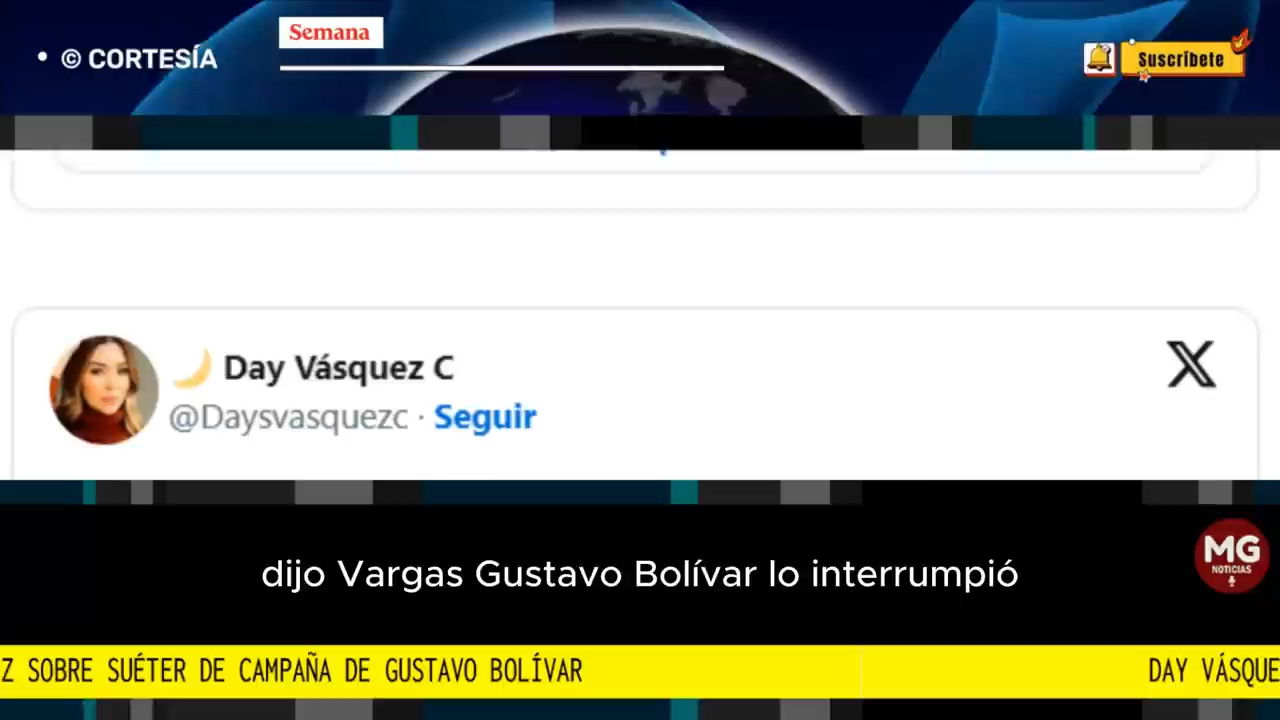 • © CORTESÍA
Semana
Suscríbete
Day Vásquez C
@Daysvasquezc · Seguir
dijo Vargas Gustavo Bolívar lo interrumpió
MG
NOTICIAS
Z SOBRE SUÉTER DE CAMPAÑA DE GUSTAVO BOLÍVAR
DAY VÁSQUE